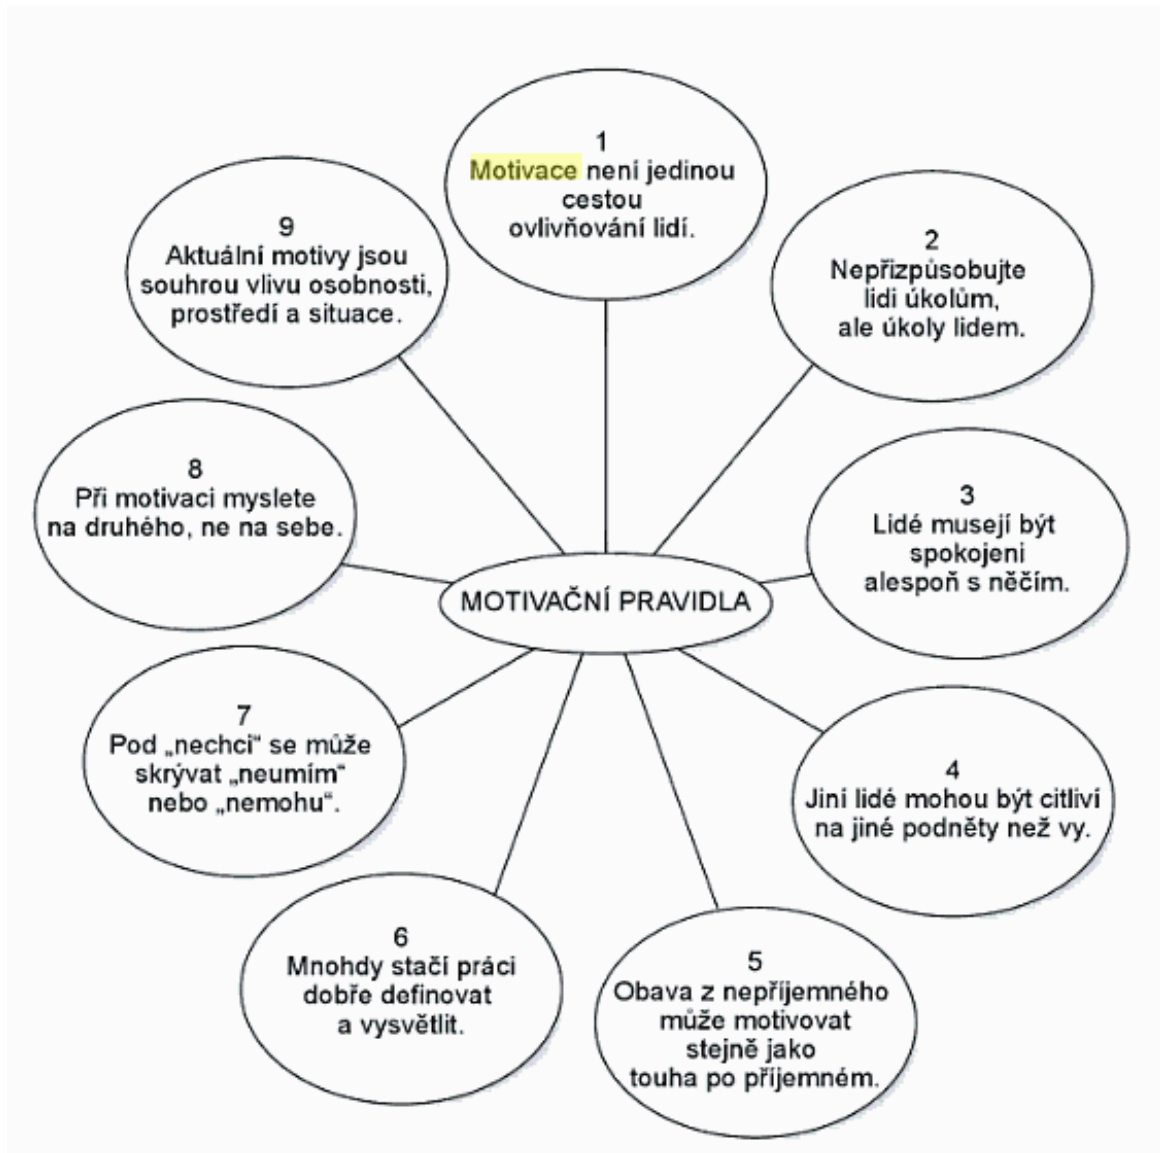 1
Motivace není jedinou
cestou
ovlivňování lidí.
2
Nepřizpůsobujte
lidi úkolům,
ale úkoly lidem.
3
Lidé musejí být
spokojeni
alespoň s něčím.
4
Jiní lidé mohou být citliví
na jiné podněty než vy.
5
Obava z nepříjemného
může motivovat
stejně jako
touha po příjemném.
6
Mnohdy stačí práci
dobře definovat
a vysvětlit.
7
Pod „nechci“ se může
skrývat „neumím“
nebo „nemohu“.
8
Při motivaci myslete
na druhého, ne na sebe.
9
Aktuální motivy jsou
souhrou vlivu osobnosti,
prostředí a situace.
MOTIVAČNÍ PRAVIDLA